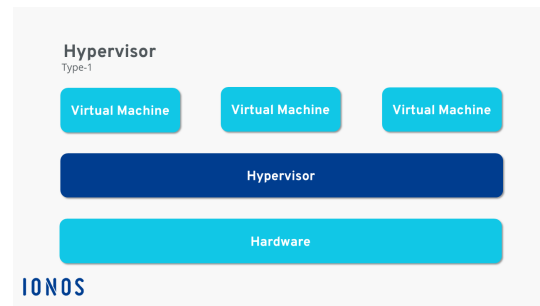 Hypervisor
Type-1
Virtual Machine Virtual Machine Virtual Machine
Hypervisor
Hardware
IONOS